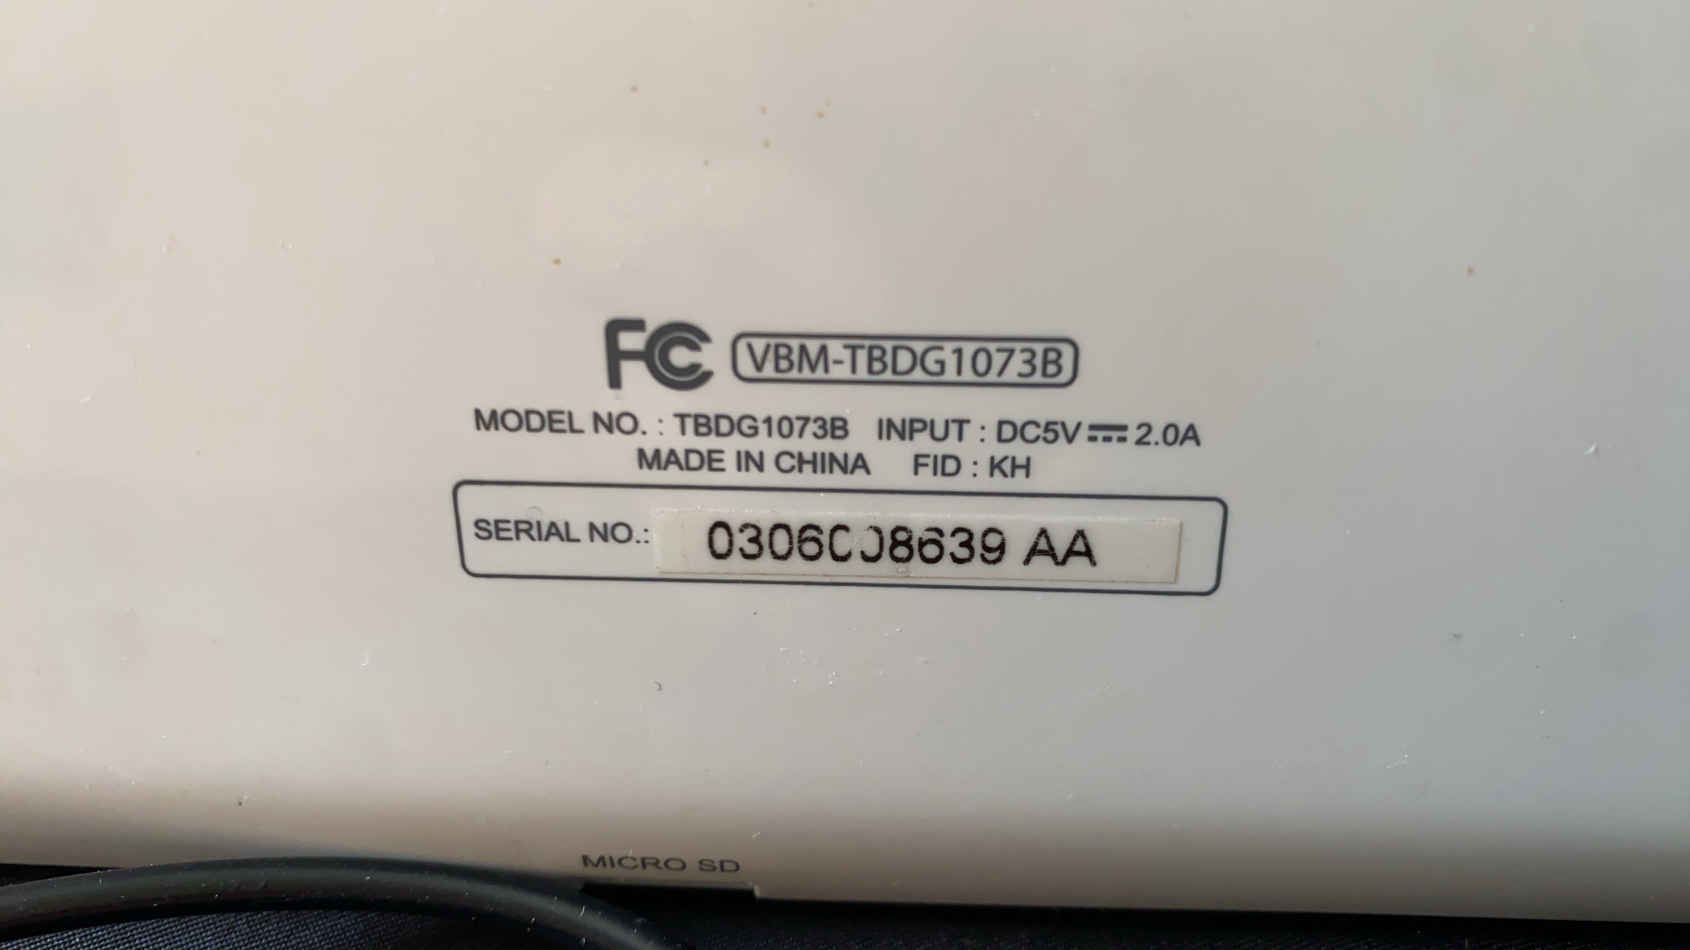 FC VBM-TBDG1073B
MODEL NO. : TBDG1073B INPUT : DC5V⎓2.0A
MADE IN CHINA FID : KH
SERIAL NO.: 0306008639 AA
MICRO SD